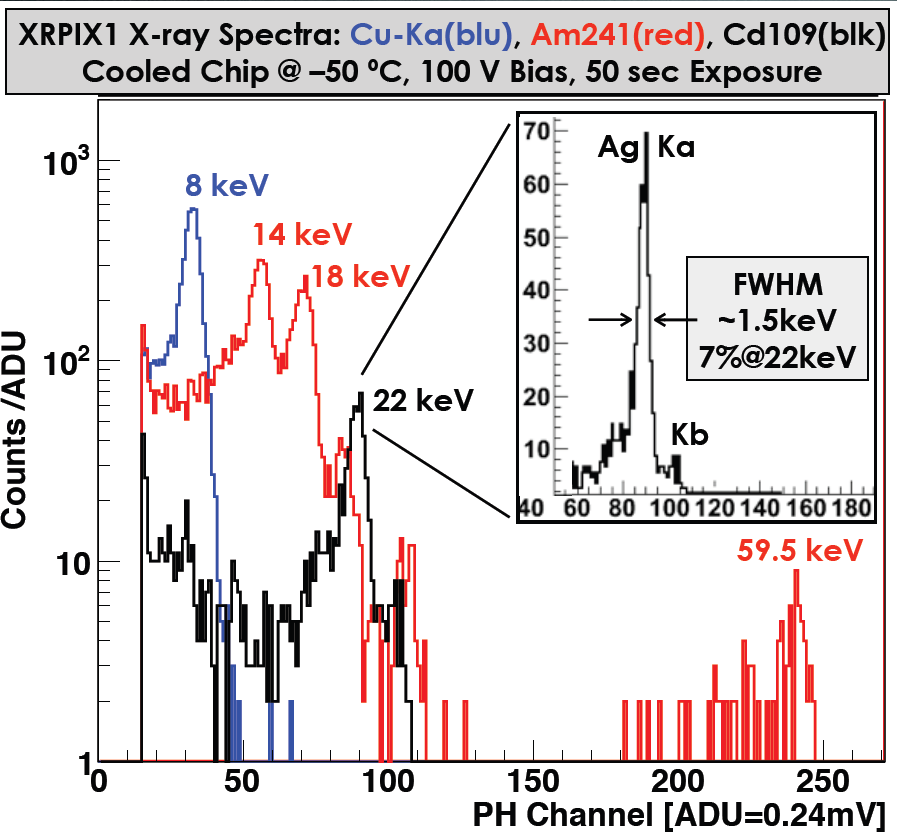 XRPIX1 X-ray Spectra: Cu-Ka(blu), Am241(red), Cd109(blk)
Cooled Chip @ –50 ºC, 100 V Bias, 50 sec Exposure
Counts /ADU
10³
10²
10
1
8 keV
14 keV
18 keV
22 keV
59.5 keV
70
60
50
40
30
20
10
Ag Ka
FWHM
~1.5keV
7%@22keV
Kb
40 60 80 100 120 140 160 180
0 50 100 150 200 250
PH Channel [ADU=0.24mV]